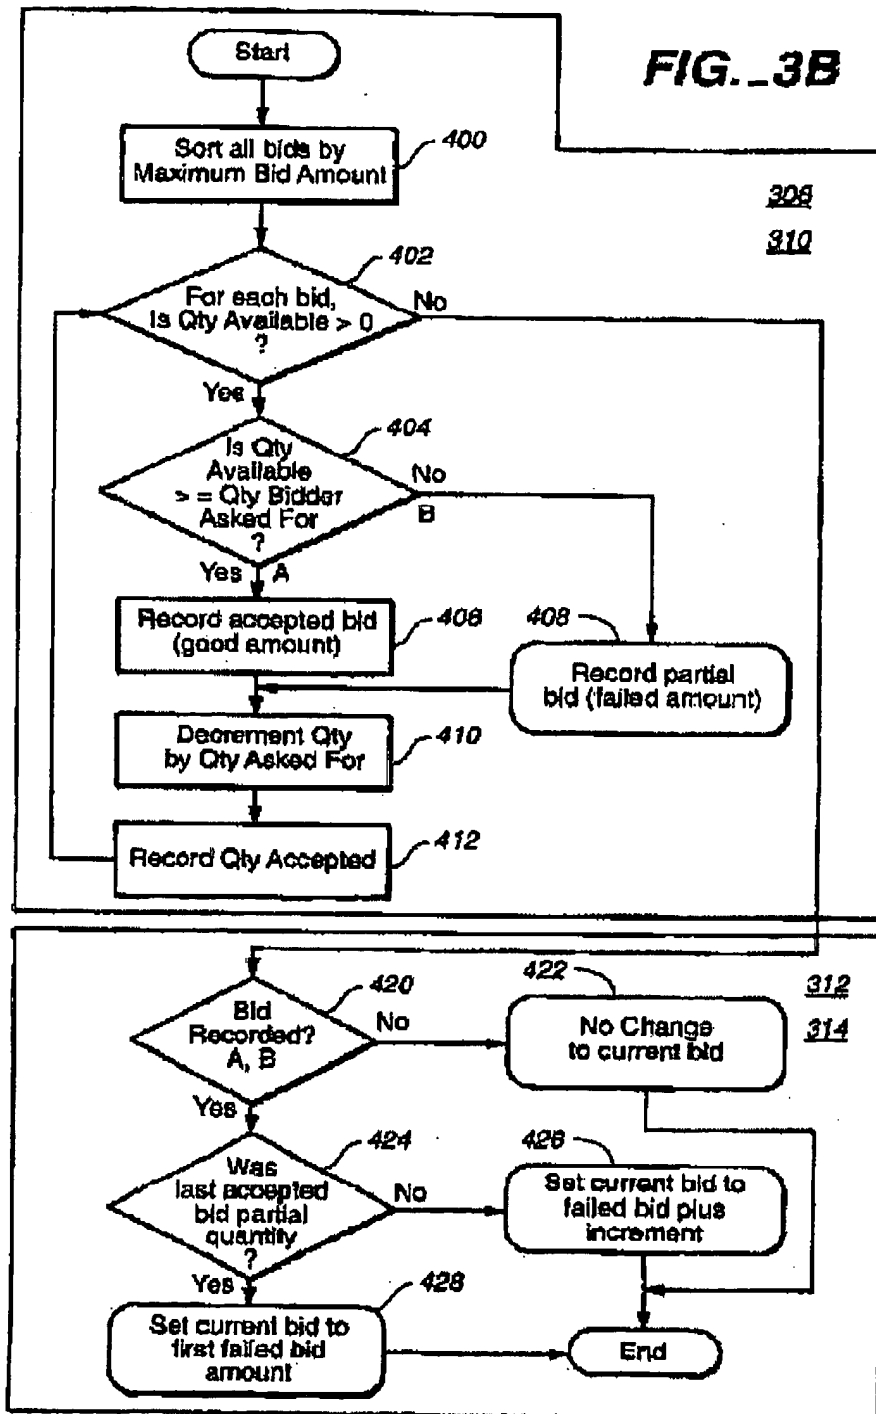 FIG._3B
Start
Sort all bids by
Maximum Bid Amount
400
308
310
402
For each bid,
Is Qty Available > 0
?
No
Yes
404
Is Qty
Available
> = Qty Bidder
Asked For
?
No
B
Yes
A
Record accepted bid
(good amount)
406
408
Record partial
bid (failed amount)
Decrement Qty
by Qty Asked For
410
Record Qty Accepted
412
420
Bid
Recorded?
A, B
No
Yes
422
No Change
to current bid
312
314
424
Was
last accepted
bid partial
quantity
?
No
Yes
426
Set current bid to
failed bid plus
increment
428
Set current bid to
first failed bid
amount
End